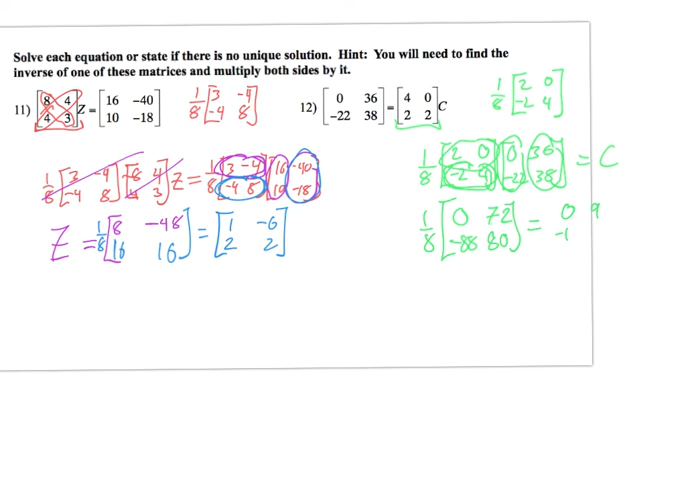 Solve each equation or state if there is no unique solution. Hint: You will need to find the
inverse of one of these matrices and multiply both sides by it.
11) [8 4; 4 3] Z = [16 -40; 10 -18]
1/8 [3 -4; -4 8]
12) [0 36; -22 38] = [4 0; 2 2] C
1/8 [2 0; -2 4]
1/8 [3 -4; -4 8] [8 4; 4 3] Z = 1/8 [3 -4; -4 8] [16 -40; 10 -18]
Z = 1/8 [8 -48; 16 16] = [1 -6; 2 2]
1/8 [2 0; -2 4] [0 36; -22 38] = C
1/8 [0 72; -88 80] = 0 9
-1